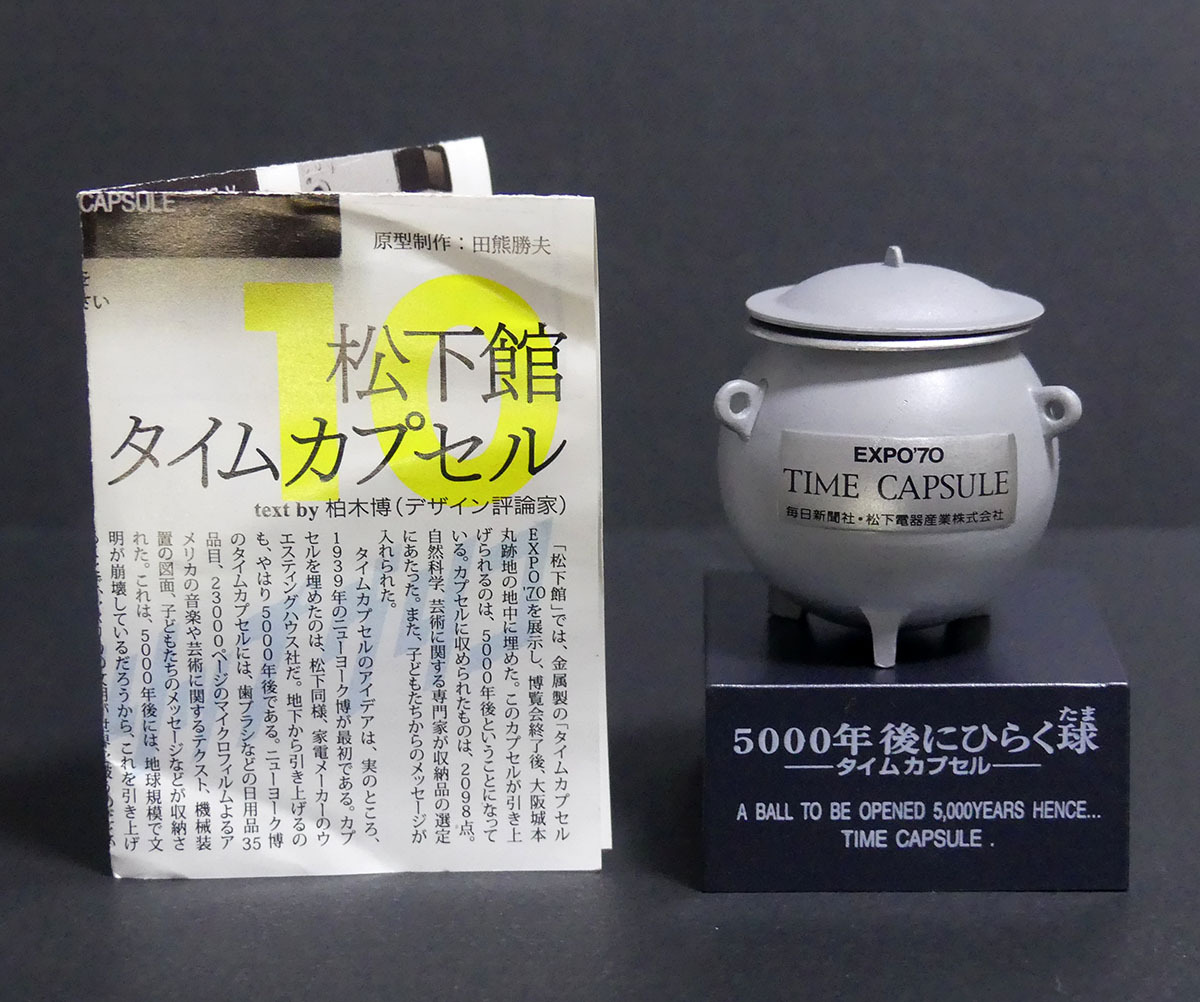 CAPSULE
さい
原型制作：田熊勝夫
10
松下館
タイムカプセル
text by 柏木博（デザイン評論家）
「松下館」では、金属製の「タイムカプセル
EXPO'70」を展示し、博覧会終了後、大阪城本
丸跡地の地中に埋めた。このカプセルが引き上
げられるのは、5000年後ということになって
いる。カプセルに収められたものは、2098点。
自然科学、芸術に関する専門家が収納品の選定
にあたった。また、子どもたちからのメッセージが
入れられた。
タイムカプセルのアイデアは、実のところ、
1939年のニューヨーク博が最初である。カプ
セルを埋めたのは、松下同様、家電メーカーのウ
エスティングハウス社だ。地下から引き上げるの
も、やはり5000年後である。ニューヨーク博
のタイムカプセルには、歯ブラシなどの日用品35
品目、23000ページのマイクロフィルムよるア
メリカの音楽や芸術に関するテクスト、機械装
置の図面、子どもたちのメッセージなどが収納さ
れた。これは、5000年後には、地球規模で文
明が崩壊しているだろうから、これを引き上げ
EXPO'70
TIME CAPSULE
毎日新聞社・松下電器産業株式会社
たま
5000年後にひらく球
―タイムカプセル―
A BALL TO BE OPENED 5,000YEARS HENCE...
TIME CAPSULE .